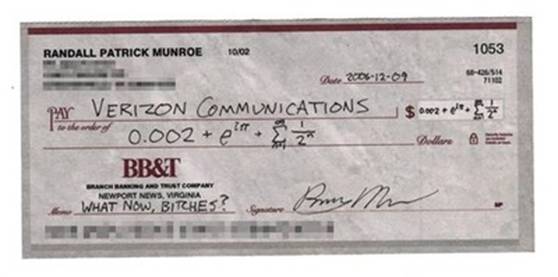 RANDALL PATRICK MUNROE 10/02 1053
68-426/514
71102
Date 2006-12-09
PAY to the order of VERIZON COMMUNICATIONS $ 0.002 + e^{iπ} + ∑_{n=1}^{∞} 1/2^n
0.002 + e^{iπ} + ∑_{n=1}^{∞} 1/2^n Dollars
BB&T
BRANCH BANKING AND TRUST COMPANY
NEWPORT NEWS, VIRGINIA
Memo WHAT NOW, BITCHES? Signature
MP